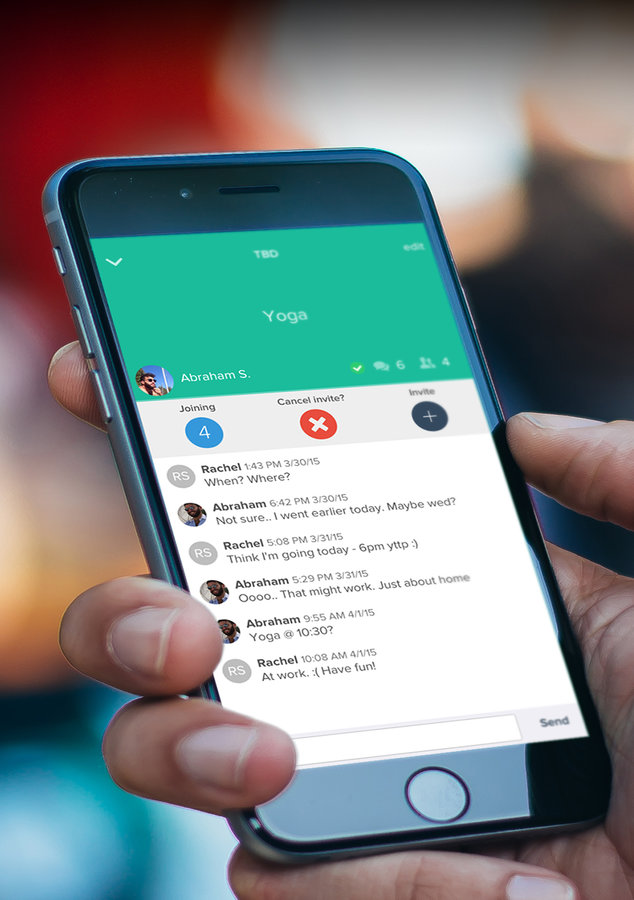 TBD
edit
Yoga
Abraham S.
6
4
Joining
Cancel invite?
Invite
4
RS
Rachel 1:43 PM 3/30/15
When? Where?
Abraham 6:42 PM 3/30/15
Not sure.. I went earlier today. Maybe wed?
RS
Rachel 5:08 PM 3/31/15
Think I'm going today - 6pm yttp :)
Abraham 5:29 PM 3/31/15
Oooo.. That might work. Just about home
Abraham 9:55 AM 4/1/15
Yoga @ 10:30?
RS
Rachel 10:08 AM 4/1/15
At work. :( Have fun!
Send